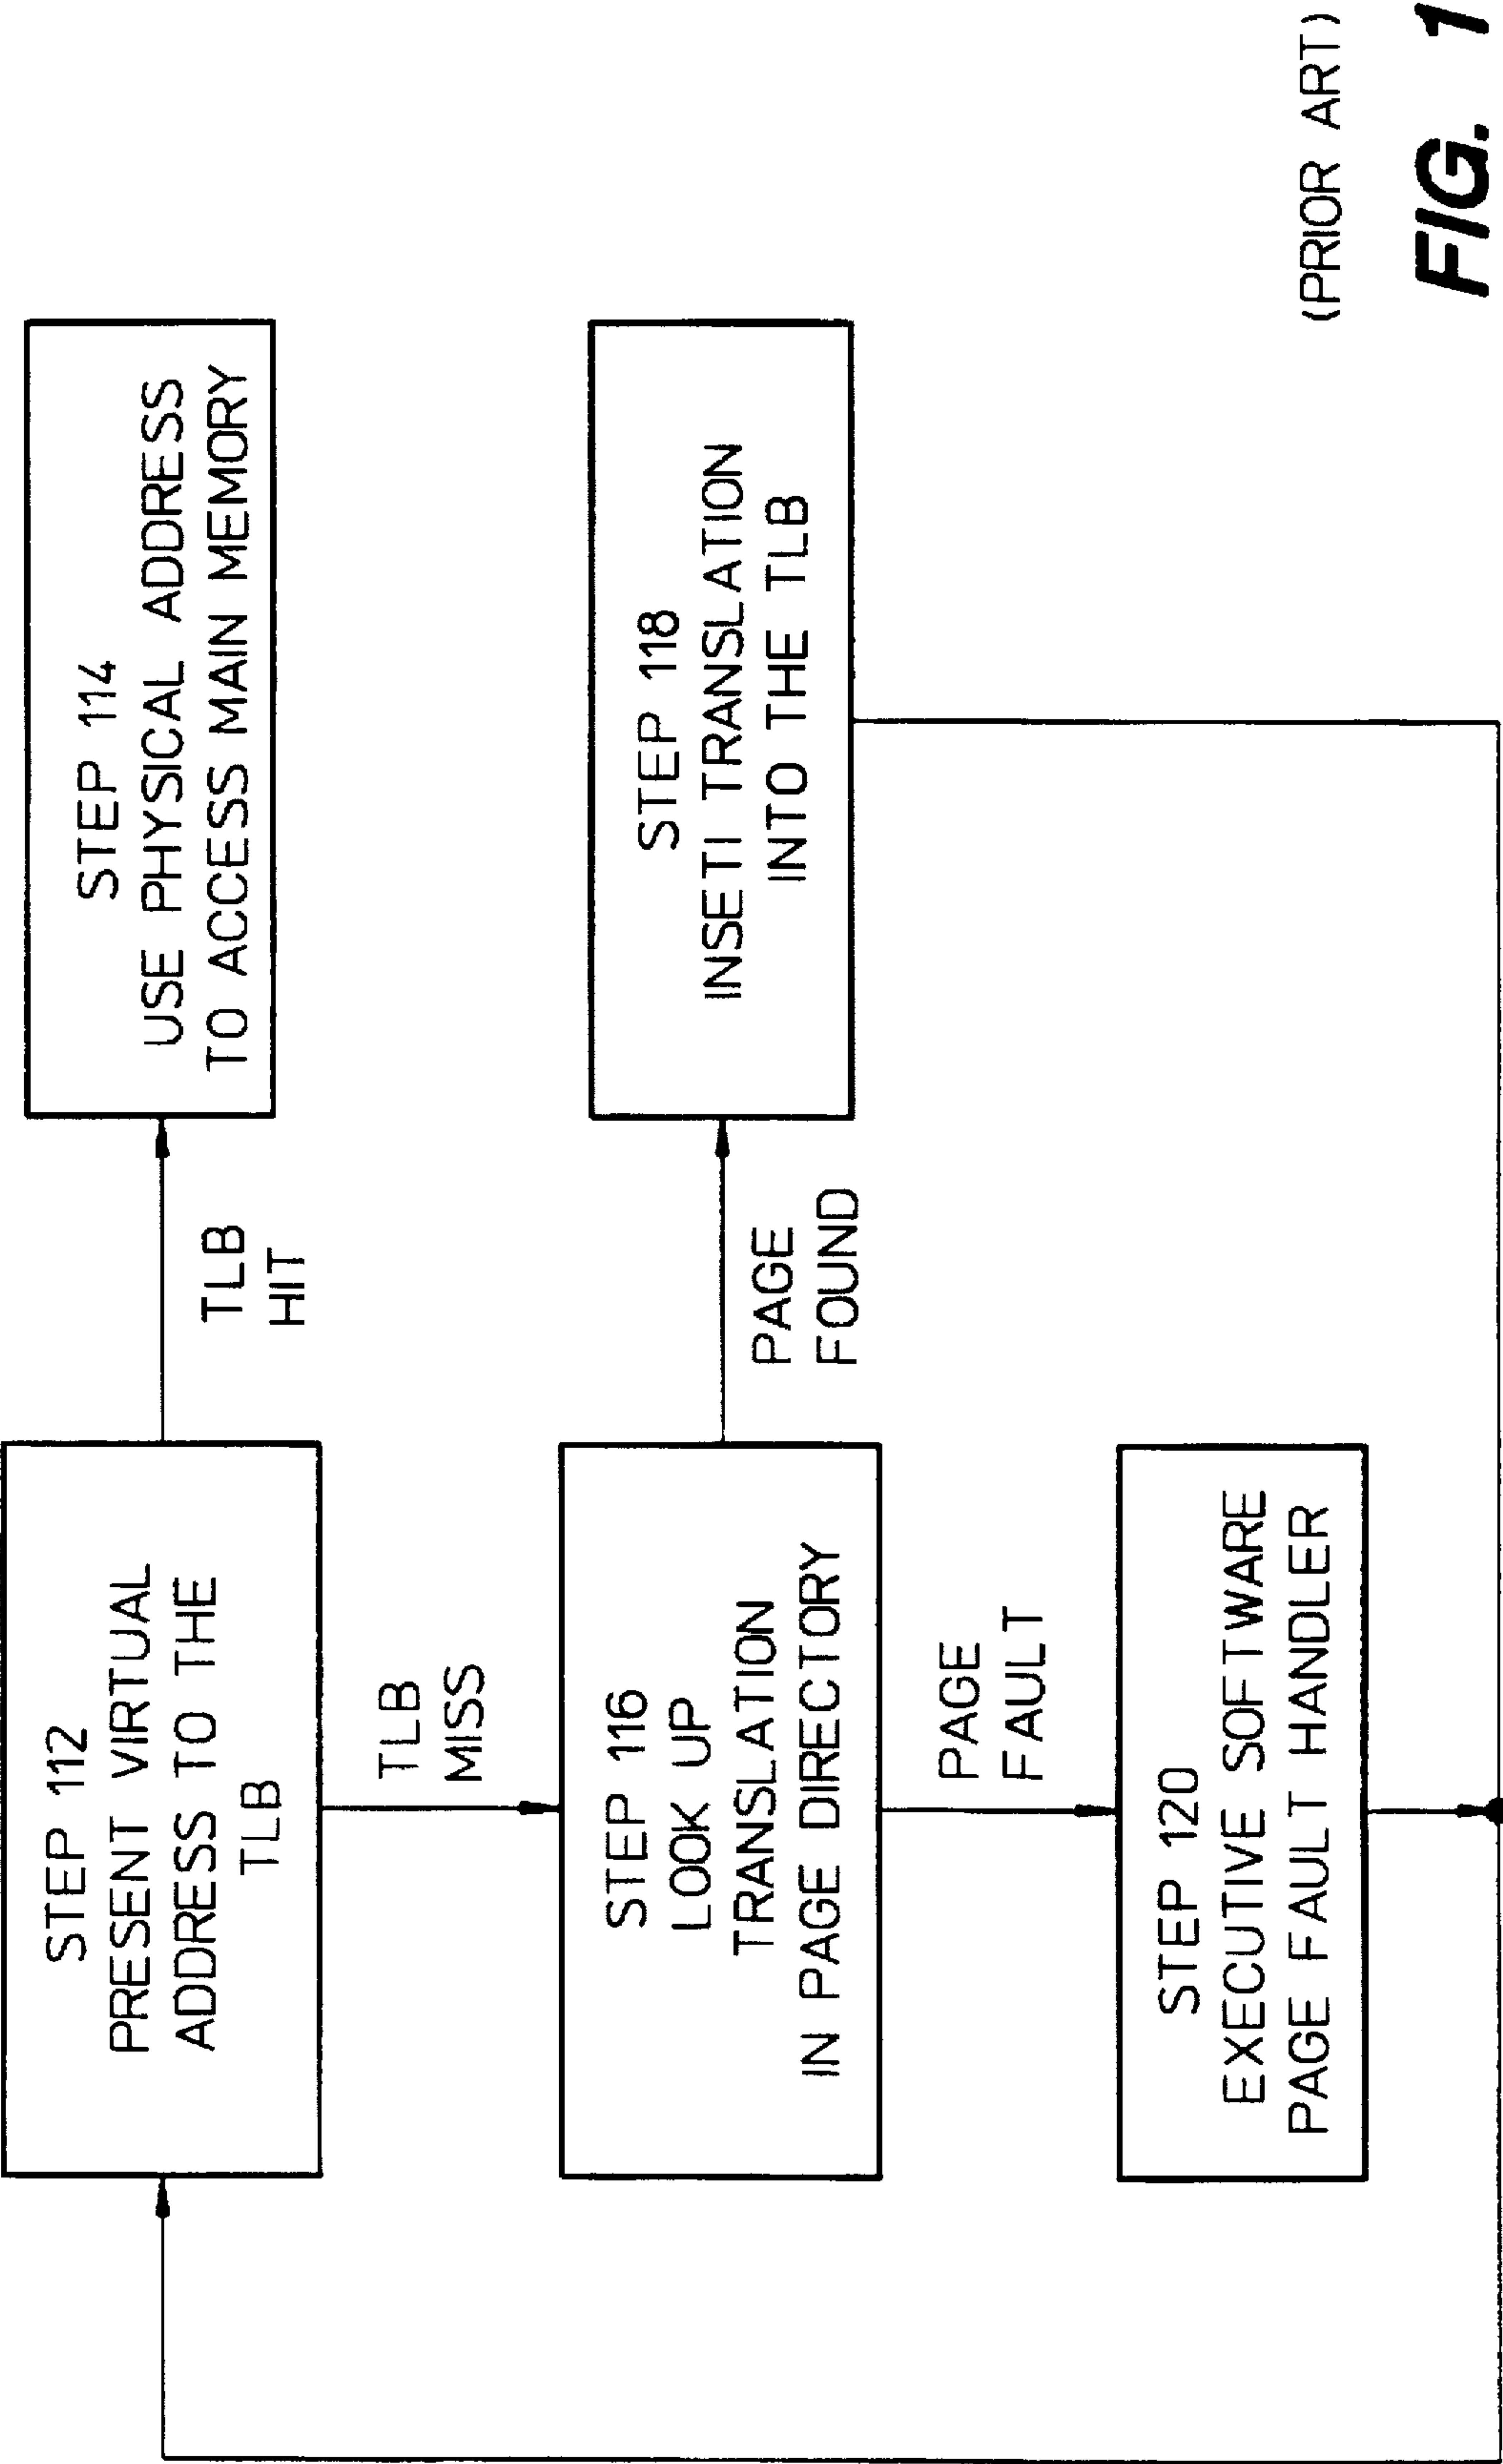 STEP 112
PRESENT VIRTUAL
ADDRESS TO THE
TLB
TLB
HIT
STEP 114
USE PHYSICAL ADDRESS
TO ACCESS MAIN MEMORY
TLB
MISS
STEP 116
LOOK UP
TRANSLATION
IN PAGE DIRECTORY
PAGE
FOUND
STEP 118
INSETI TRANSLATION
INTO THE TLB
PAGE
FAULT
STEP 120
EXECUTIVE SOFTWARE
PAGE FAULT HANDLER
(PRIOR ART)
FIG. 1